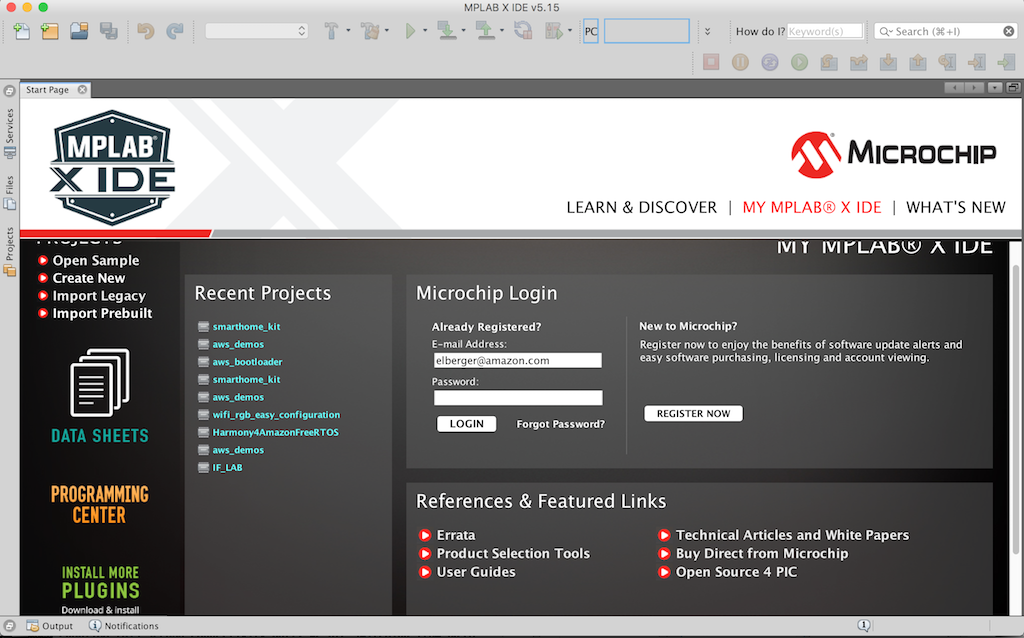 MPLAB X IDE v5.15
PC
How do I?
Keyword(s)
Search (⌘+I)
Start Page
Services
Files
Projects
MPLAB®
X IDE
MICROCHIP
LEARN & DISCOVER | MY MPLAB® X IDE | WHAT'S NEW
PROJECTS
MY MPLAB® X IDE
Open Sample
Create New
Import Legacy
Import Prebuilt
DATA SHEETS
PROGRAMMING
CENTER
INSTALL MORE
PLUGINS
Download & install
Recent Projects
smarthome_kit
aws_demos
aws_bootloader
smarthome_kit
aws_demos
wifi_rgb_easy_configuration
Harmony4AmazonFreeRTOS
aws_demos
IF_LAB
Microchip Login
Already Registered?
E-mail Address:
elberger@amazon.com
Password:
LOGIN
Forgot Password?
New to Microchip?
Register now to enjoy the benefits of software update alerts and
easy software purchasing, licensing and account viewing.
REGISTER NOW
References & Featured Links
Errata
Product Selection Tools
User Guides
Technical Articles and White Papers
Buy Direct from Microchip
Open Source 4 PIC
Output
Notifications